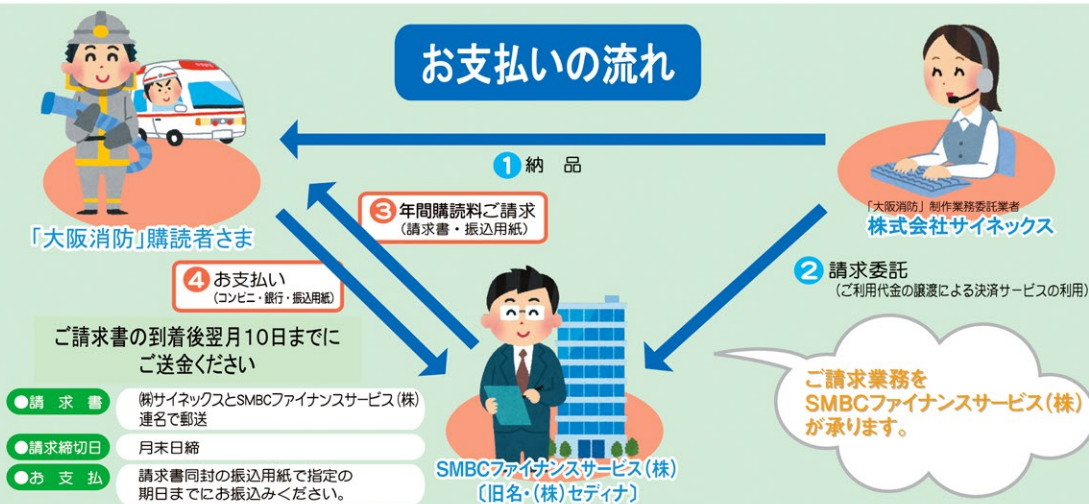 お支払いの流れ
1 納 品
「大阪消防」購読者さま
「大阪消防」制作業務委託業者
株式会社サイネックス
3 年間購読料ご請求
(請求書・振込用紙)
2 請求委託
(ご利用代金の譲渡による決済サービスの利用)
4 お支払い
(コンビニ・銀行・振込用紙)
ご請求書の到着後翌月10日までに
ご送金ください
●請求書
㈱サイネックスとSMBCファイナンスサービス(株)
連名で郵送
●請求締切日
月末日締
●お支払
請求書同封の振込用紙で指定の
期日までにお振込みください。
SMBCファイナンスサービス(株)
〔旧名・(株)セディナ〕
ご請求業務を
SMBCファイナンスサービス(株)
が承ります。